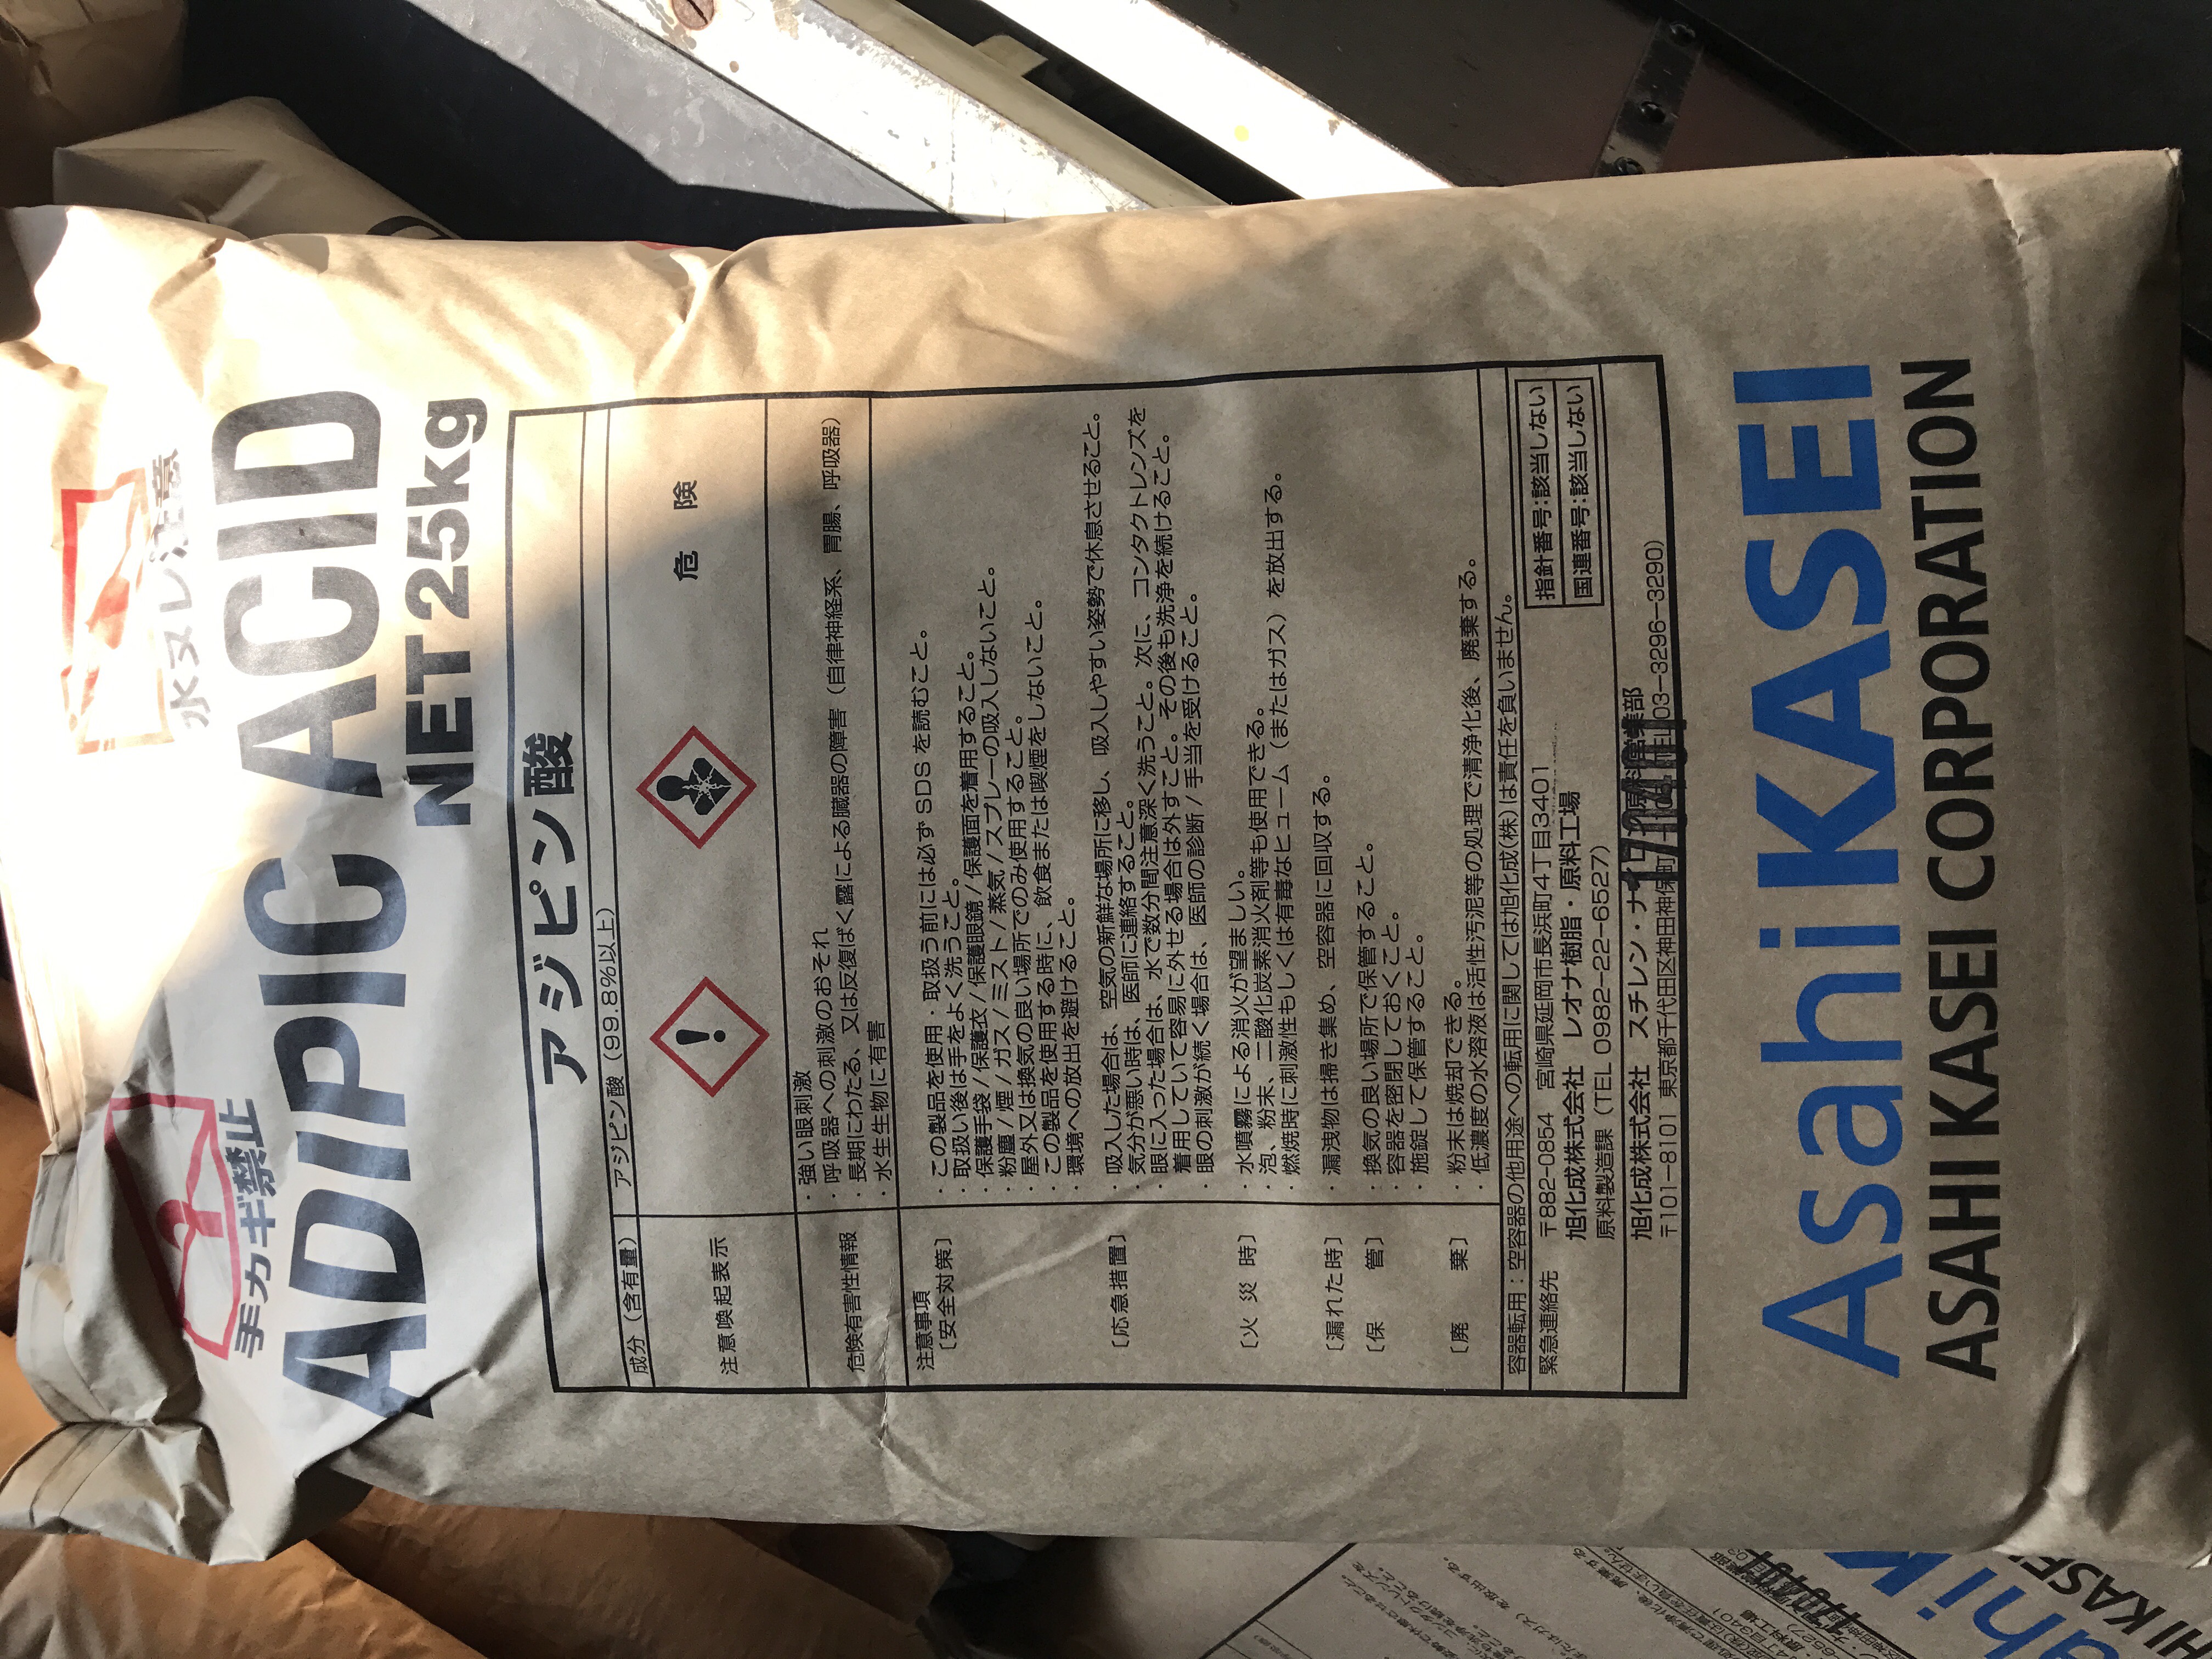 手カギ禁止
水ヌレ注意
ADIPIC ACID
NET 25kg
アジピン酸
成分(含有量) アジピン酸(99.8%以上)
注意喚起表示 危 険
危険有害性情報 ・強い眼刺激
・呼吸器への刺激のおそれ
・長期にわたる、又は反復ばく露による臓器の障害(自律神経系、胃腸、呼吸器)
・水生生物に有害
注意事項
〔安全対策〕 ・この製品を使用・取扱う前には必ずSDSを読むこと。
・取扱い後は手をよく洗うこと。
・保護手袋/保護衣/保護眼鏡/保護面を着用すること。
・粉塵/煙/ガス/ミスト/蒸気/スプレーの吸入しないこと。
・屋外又は換気の良い場所でのみ使用すること。
・この製品を使用する時に、飲食または喫煙をしないこと。
・環境への放出を避けること。
〔応急措置〕 ・吸入した場合は、空気の新鮮な場所に移し、吸入しやすい姿勢で休息させること。
気分が悪い時は、医師に連絡すること。
・眼に入った場合は、水で数分間注意深く洗うこと。次に、コンタクトレンズを
着用していて容易に外せる場合は外すこと。その後も洗浄を続けること。
・眼の刺激が続く場合は、医師の診断/手当を受けること。
〔火 災 時〕 ・水噴霧による消火が望ましい。
・泡、粉末、二酸化炭素消火剤等も使用できる。
・燃焼時に刺激性もしくは有毒なヒューム(またはガス)を放出する。
〔漏れた時〕 ・漏洩物は掃き集め、空容器に回収する。
〔保 管〕 ・換気の良い場所で保管すること。
・容器を密閉しておくこと。
・施錠して保管すること。
〔廃 棄〕 ・粉末は焼却できる。
・低濃度の水溶液は活性汚泥等の処理で清浄化後、廃棄する。
容器転用:空容器の他用途への転用に関しては旭化成(株)は責任を負いません。
緊急連絡先 〒882-0854 宮崎県延岡市長浜町4丁目3401
旭化成株式会社 レオナ樹脂・原料工場
原料製造課(TEL 0982-22-6527)
指針番号:該当しない
国連番号:該当しない
旭化成株式会社 スチレン・ナ 原料営業部
〒101-8101 東京都千代田区神田神保町 03-3296-3290)
AsahiKASEI
ASAHI KASEI CORPORATION